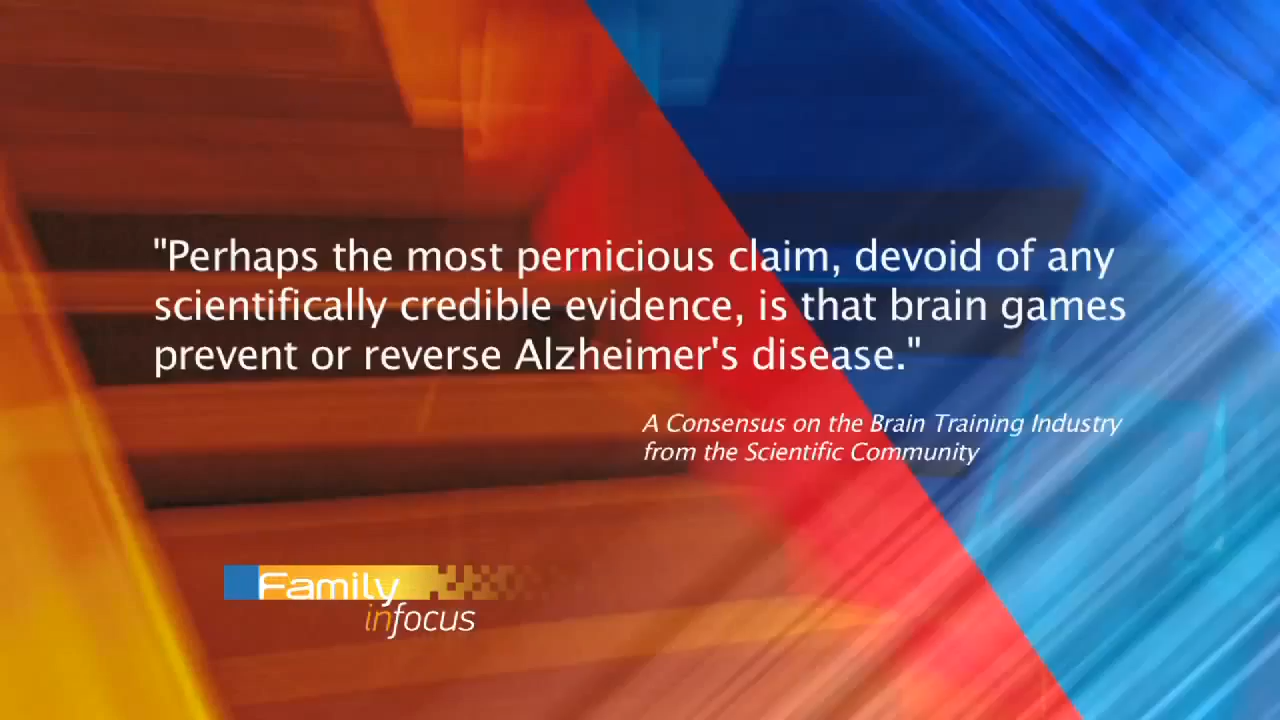 "Perhaps the most pernicious claim, devoid of any
scientifically credible evidence, is that brain games
prevent or reverse Alzheimer's disease."
A Consensus on the Brain Training Industry
from the Scientific Community
Family
infocus